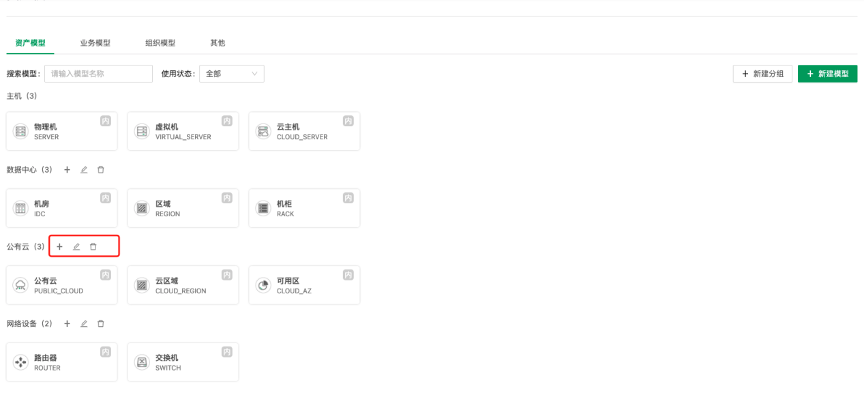 资产模型 业务模型 组织模型 其他
搜索模型: 请输入模型名称 使用状态: 全部 + 新建分组 + 新建模型
主机 (3)
物理机 内 虚拟机 内 云主机 内
SERVER VIRTUAL_SERVER CLOUD_SERVER
数据中心 (3) +
机房 内 区域 内 机柜 内
IDC REGION RACK
公有云 (3) +
公有云 内 云区域 内 可用区 内
PUBLIC_CLOUD CLOUD_REGION CLOUD_AZ
网络设备 (2) +
路由器 内 交换机 内
ROUTER SWITCH